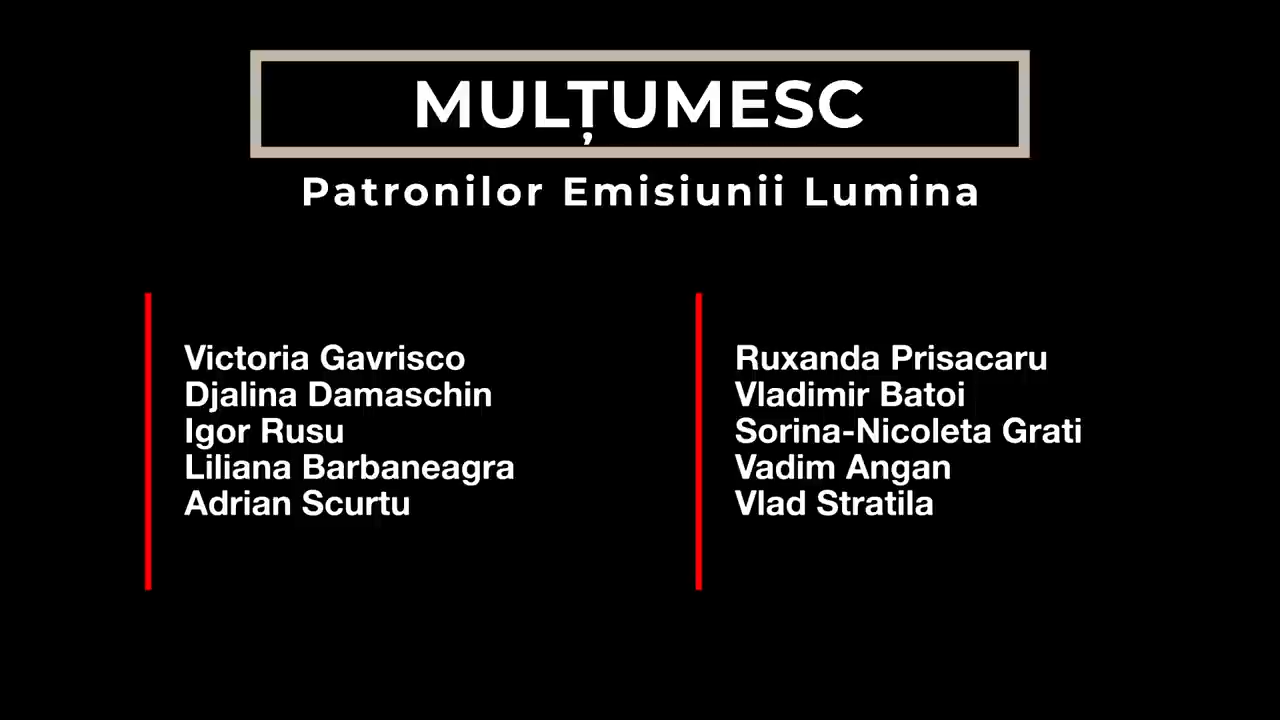 MULȚUMESC
Patronilor Emisiunii Lumina
Victoria Gavrisco
Djalina Damaschin
Igor Rusu
Liliana Barbaneagra
Adrian Scurtu
Ruxanda Prisacaru
Vladimir Batoi
Sorina-Nicoleta Grati
Vadim Angan
Vlad Stratila